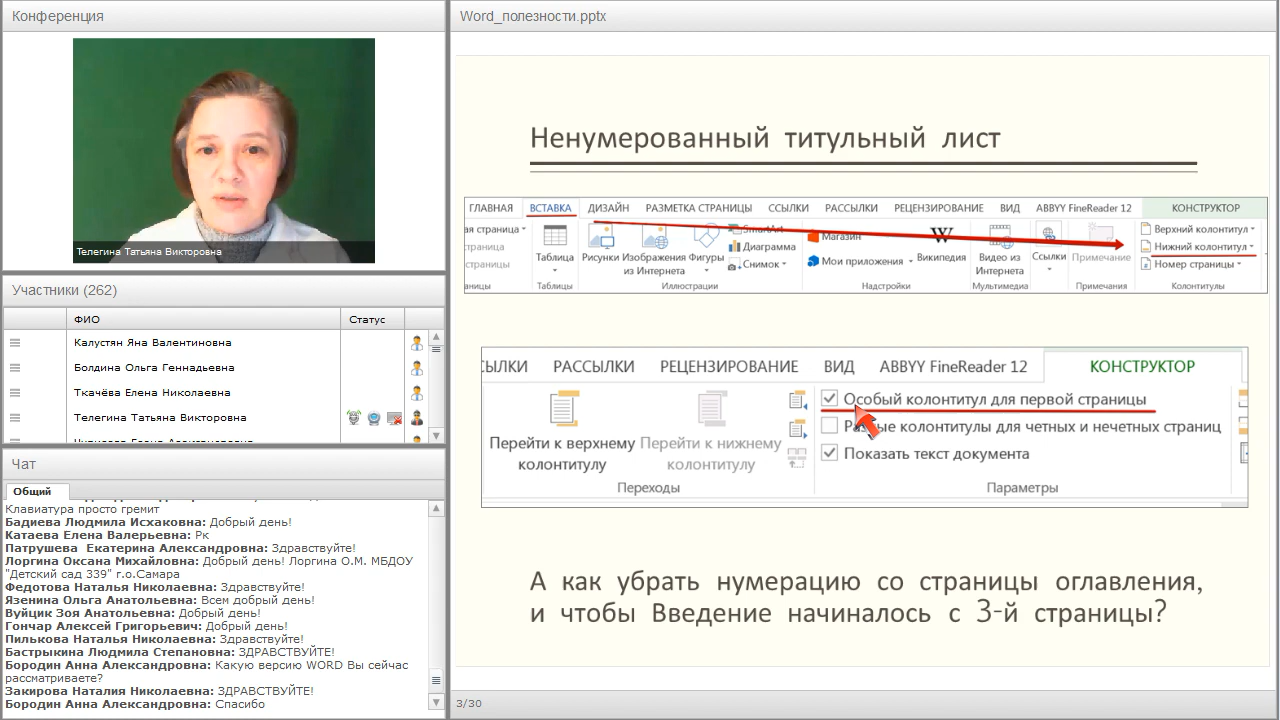 Конференция
Телегина Татьяна Викторовна
Участники (262)
ФИО
Статус
Калустян Яна Валентиновна
Болдина Ольга Геннадьевна
Ткачёва Елена Николаевна
Телегина Татьяна Викторовна
Чат
Общий
Клавиатура просто гремит
Бадиева Людмила Исхаковна: Добрый день!
Катаева Елена Валерьевна: Рк
Патрушева Екатерина Александровна: Здравствуйте!
Лоргина Оксана Михайловна: Добрый день! Лоргина О.М. МБДОУ
"Детский сад 339" г.о.Самара
Федотова Наталья Николаевна: Здравствуйте!
Язенина Ольга Анатольевна: Всем добрый день!
Вуйцик Зоя Анатольевна: Добрый день!
Гончар Алексей Григорьевич: Добрый день!
Пилькова Наталья Николаевна: Здравствуйте!
Бастрыкина Людмила Степановна: ЗДРАВСТВУЙТЕ!
Бородин Анна Александровна: Какую версию WORD Вы сейчас
рассматриваете?
Закирова Наталия Николаевна: ЗДРАВСТВУЙТЕ!
Бородин Анна Александровна: Спасибо
Word_полезности.pptx
Ненумерованный титульный лист
ГЛАВНАЯ ВСТАВКА ДИЗАЙН РАЗМЕТКА СТРАНИЦЫ ССЫЛКИ РАССЫЛКИ РЕЦЕНЗИРОВАНИЕ ВИД ABBYY FineReader 12 КОНСТРУКТОР
ая страница
страница
страницы
аницы
Таблица
Таблицы
Рисунки Изображения из Интернета Фигуры
SmartArt
Диаграмма
Снимок
Иллюстрации
Магазин
Мои приложения
W
Википедия
Надстройки
Видео из Интернета
Мультимедиа
Ссылки
Примечание
Примечания
Верхний колонтитул
Нижний колонтитул
Номер страницы
Колонтитулы
СЫЛКИ РАССЫЛКИ РЕЦЕНЗИРОВАНИЕ ВИД ABBYY FineReader 12 КОНСТРУКТОР
Перейти к верхнему колонтитулу
Перейти к нижнему колонтитулу
Переходы
Особый колонтитул для первой страницы
колонтитулы для четных и нечетных страниц
Показать текст документа
Параметры
А как убрать нумерацию со страницы оглавления,
и чтобы Введение начиналось с 3-й страницы?
3/30